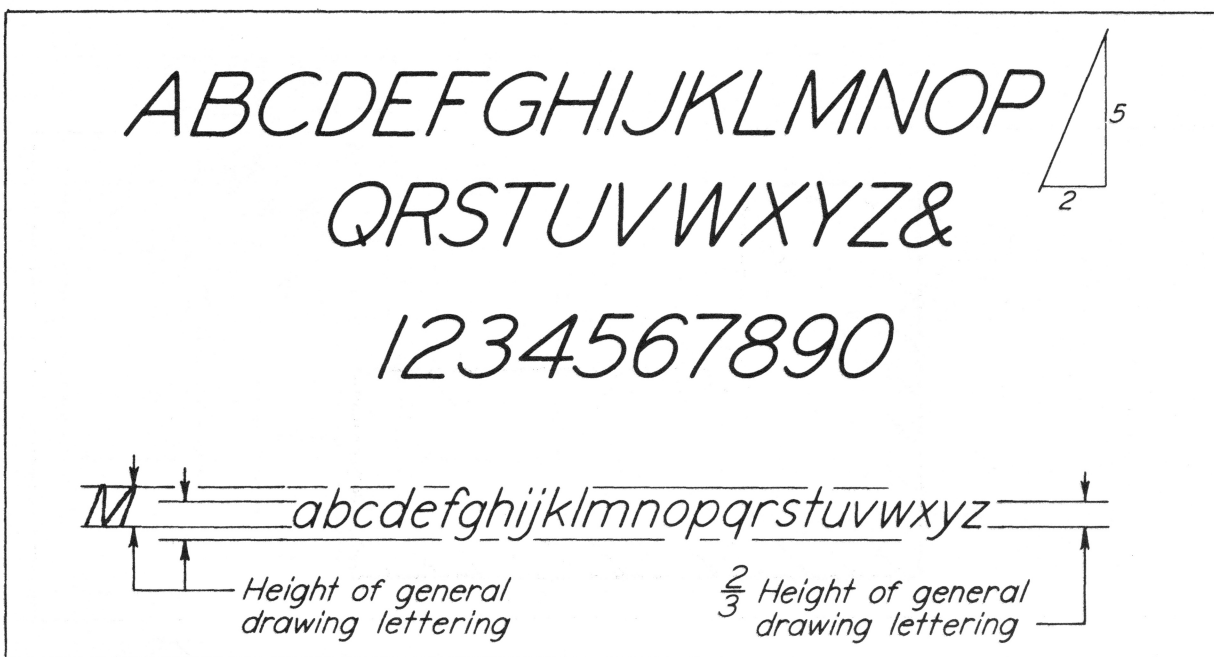 ABCDEFGHIJKLMNOP
5
2
QRSTUVWXYZ&
1234567890
M abcdefghijklmnopqrstuvwxyz
Height of general
drawing lettering
2/3 Height of general
drawing lettering